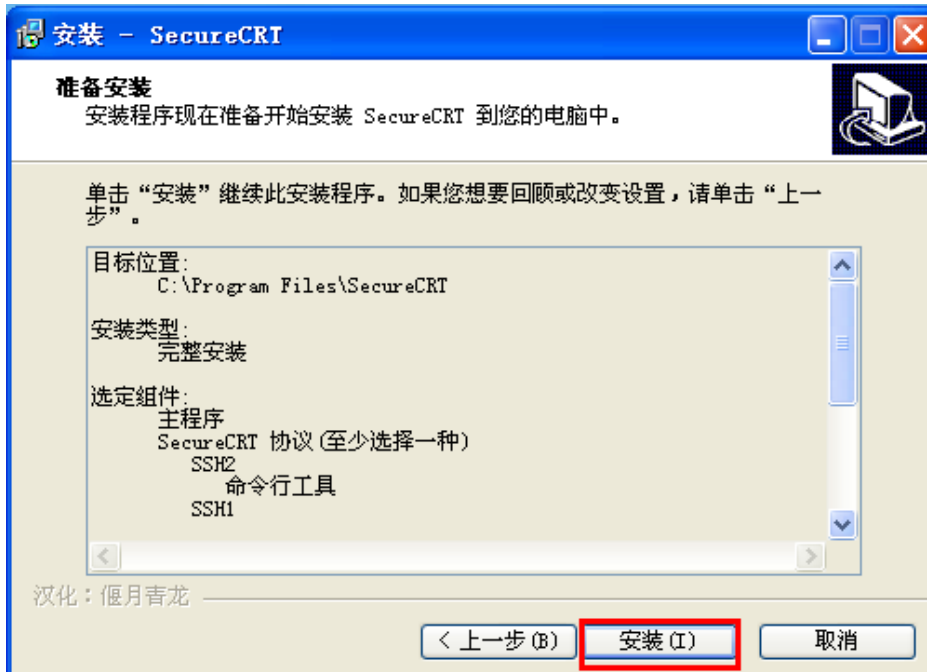 安装 - SecureCRT
准备安装
安装程序现在准备开始安装 SecureCRT 到您的电脑中。
单击“安装”继续此安装程序。如果您想要回顾或改变设置，请单击“上一
步”。
目标位置:
C:\Program Files\SecureCRT
安装类型:
完整安装
选定组件:
主程序
SecureCRT 协议(至少选择一种)
SSH2
命令行工具
SSH1
汉化：偃月青龙
< 上一步(B) 安装(I) 取消